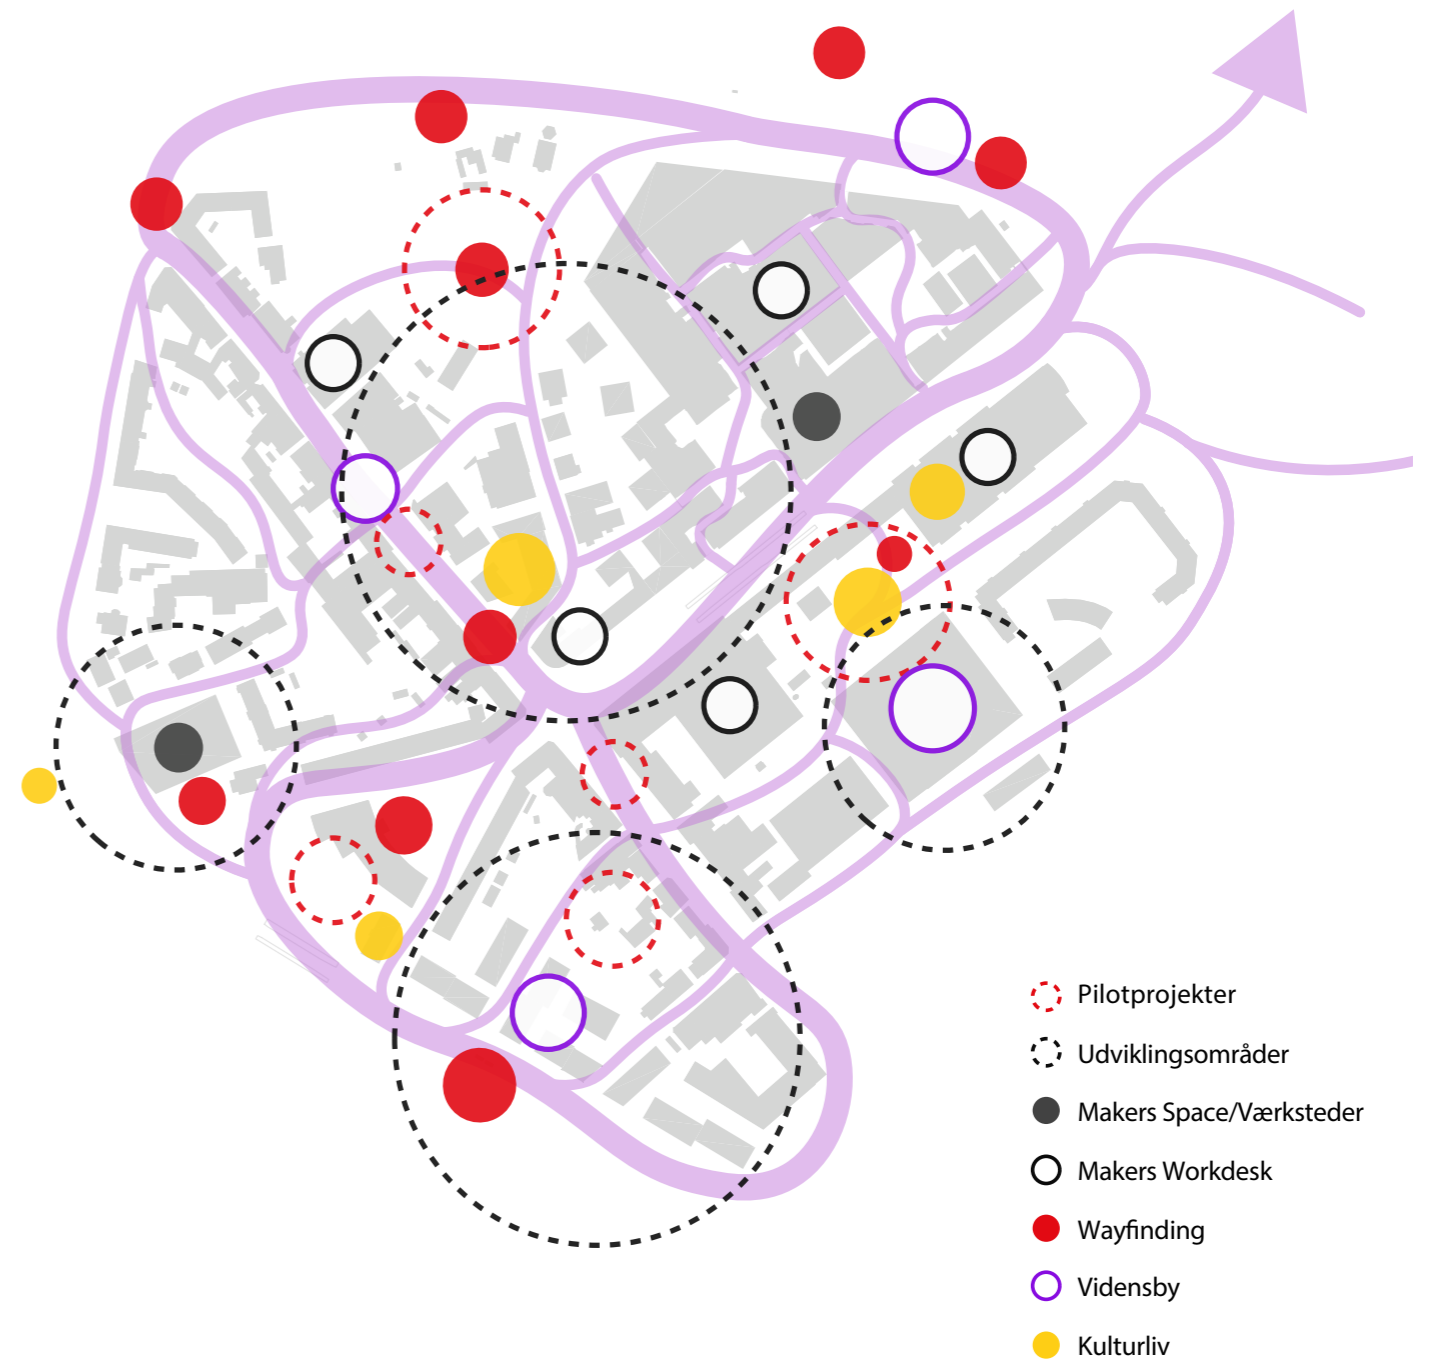 Pilotprojekter
Udviklingsområder
Makers Space/Værksteder
Makers Workdesk
Wayfinding
Vidensby
Kulturliv